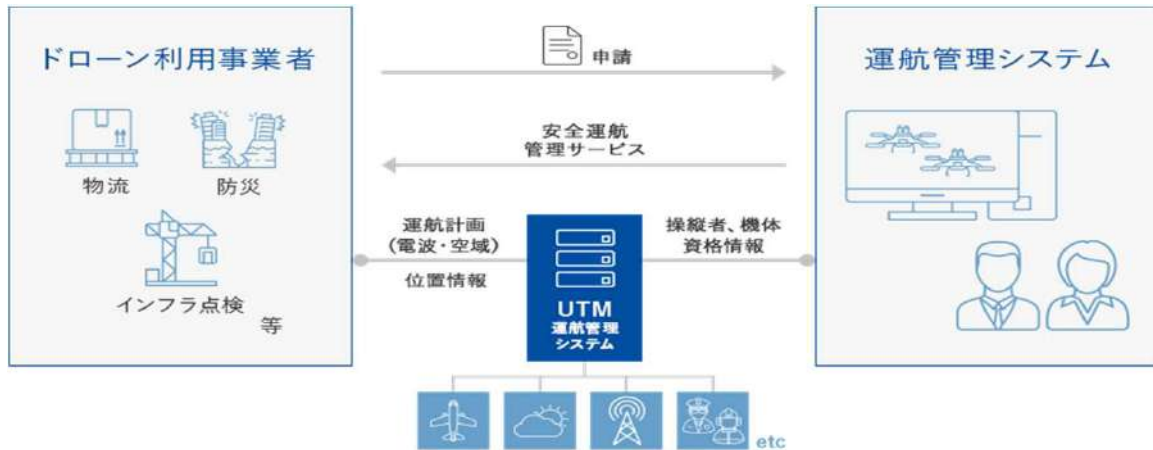 ドローン利用事業者
物流
防災
インフラ点検
等
申請
安全運航
管理サービス
運航計画
(電波・空域)
位置情報
UTM
運航管理
システム
操縦者、機体
資格情報
etc
運航管理システム